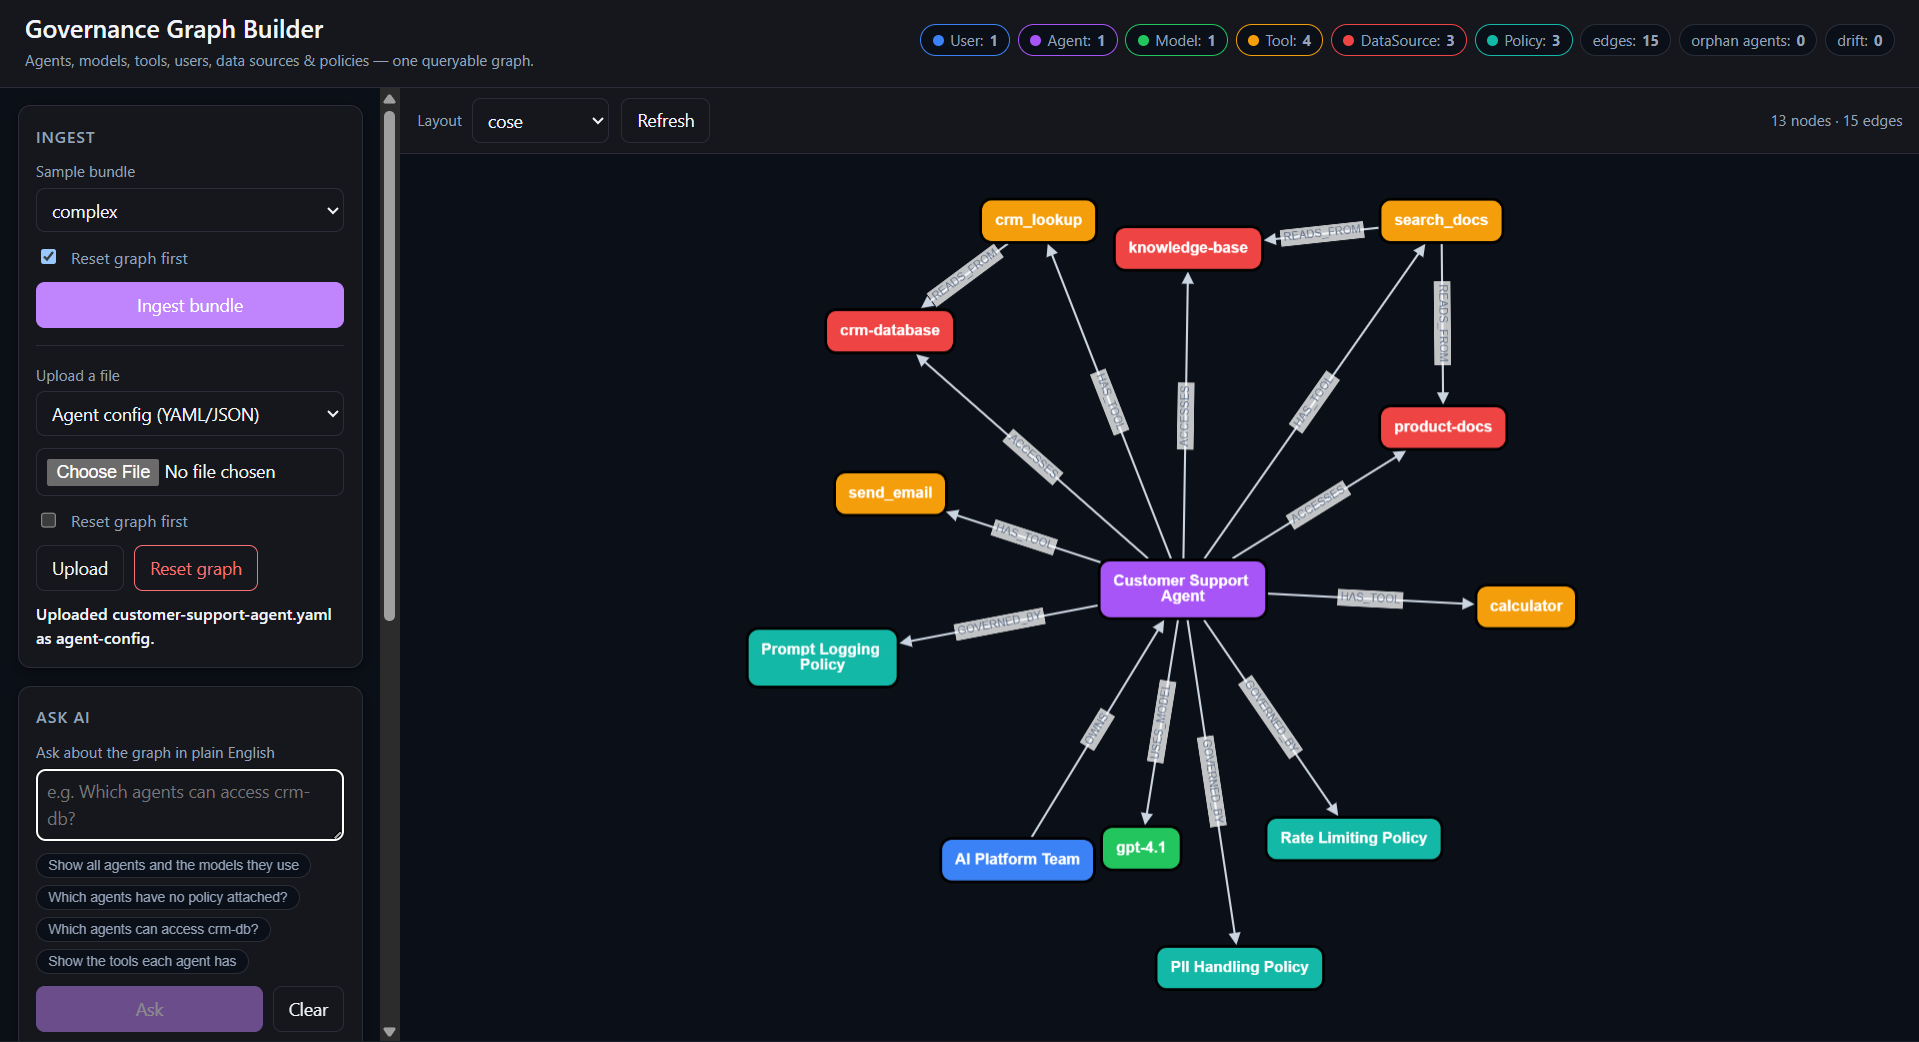 Governance Graph Builder
Agents, models, tools, users, data sources & policies — one queryable graph.
User: 1
Agent: 1
Model: 1
Tool: 4
DataSource: 3
Policy: 3
edges: 15
orphan agents: 0
drift: 0
INGEST
Sample bundle
complex
Reset graph first
Ingest bundle
Upload a file
Agent config (YAML/JSON)
Choose File No file chosen
Reset graph first
Upload
Reset graph
Uploaded customer-support-agent.yaml
as agent-config.
ASK AI
Ask about the graph in plain English
e.g. Which agents can access crm-
db?
Show all agents and the models they use
Which agents have no policy attached?
Which agents can access crm-db?
Show the tools each agent has
Ask
Clear
Layout
cose
Refresh
13 nodes · 15 edges
crm_lookup
knowledge-base
READS_FROM
search_docs
READS_FROM
crm-database
READS_FROM
HAS_TOOL
ACCESSES
HAS_TOOL
product-docs
ACCESSES
send_email
ACCESSES
HAS_TOOL
Customer Support
Agent
HAS_TOOL
calculator
GOVERNED_BY
Prompt Logging
Policy
OWNS
USES_MODEL
GOVERNED_BY
GOVERNED_BY
AI Platform Team
gpt-4.1
Rate Limiting Policy
PII Handling Policy